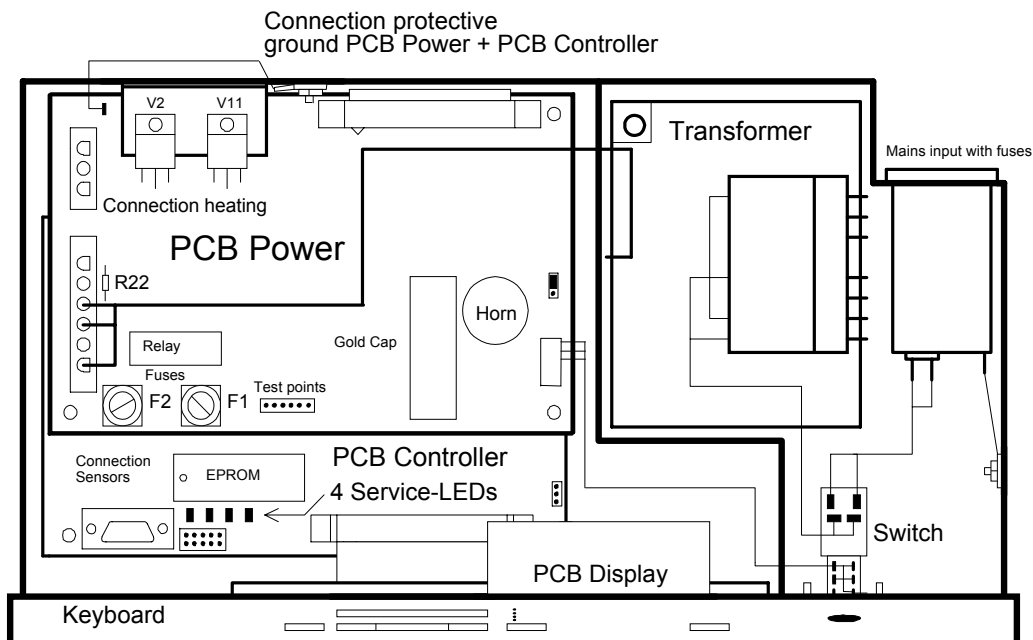 Connection protective
ground PCB Power + PCB Controller
V2
V11
Transformer
Mains input with fuses
Connection heating
PCB Power
R22
Horn
Gold Cap
Relay
Fuses
Test points
F2
F1
Connection
Sensors
EPROM
PCB Controller
4 Service-LEDs
Switch
PCB Display
Keyboard